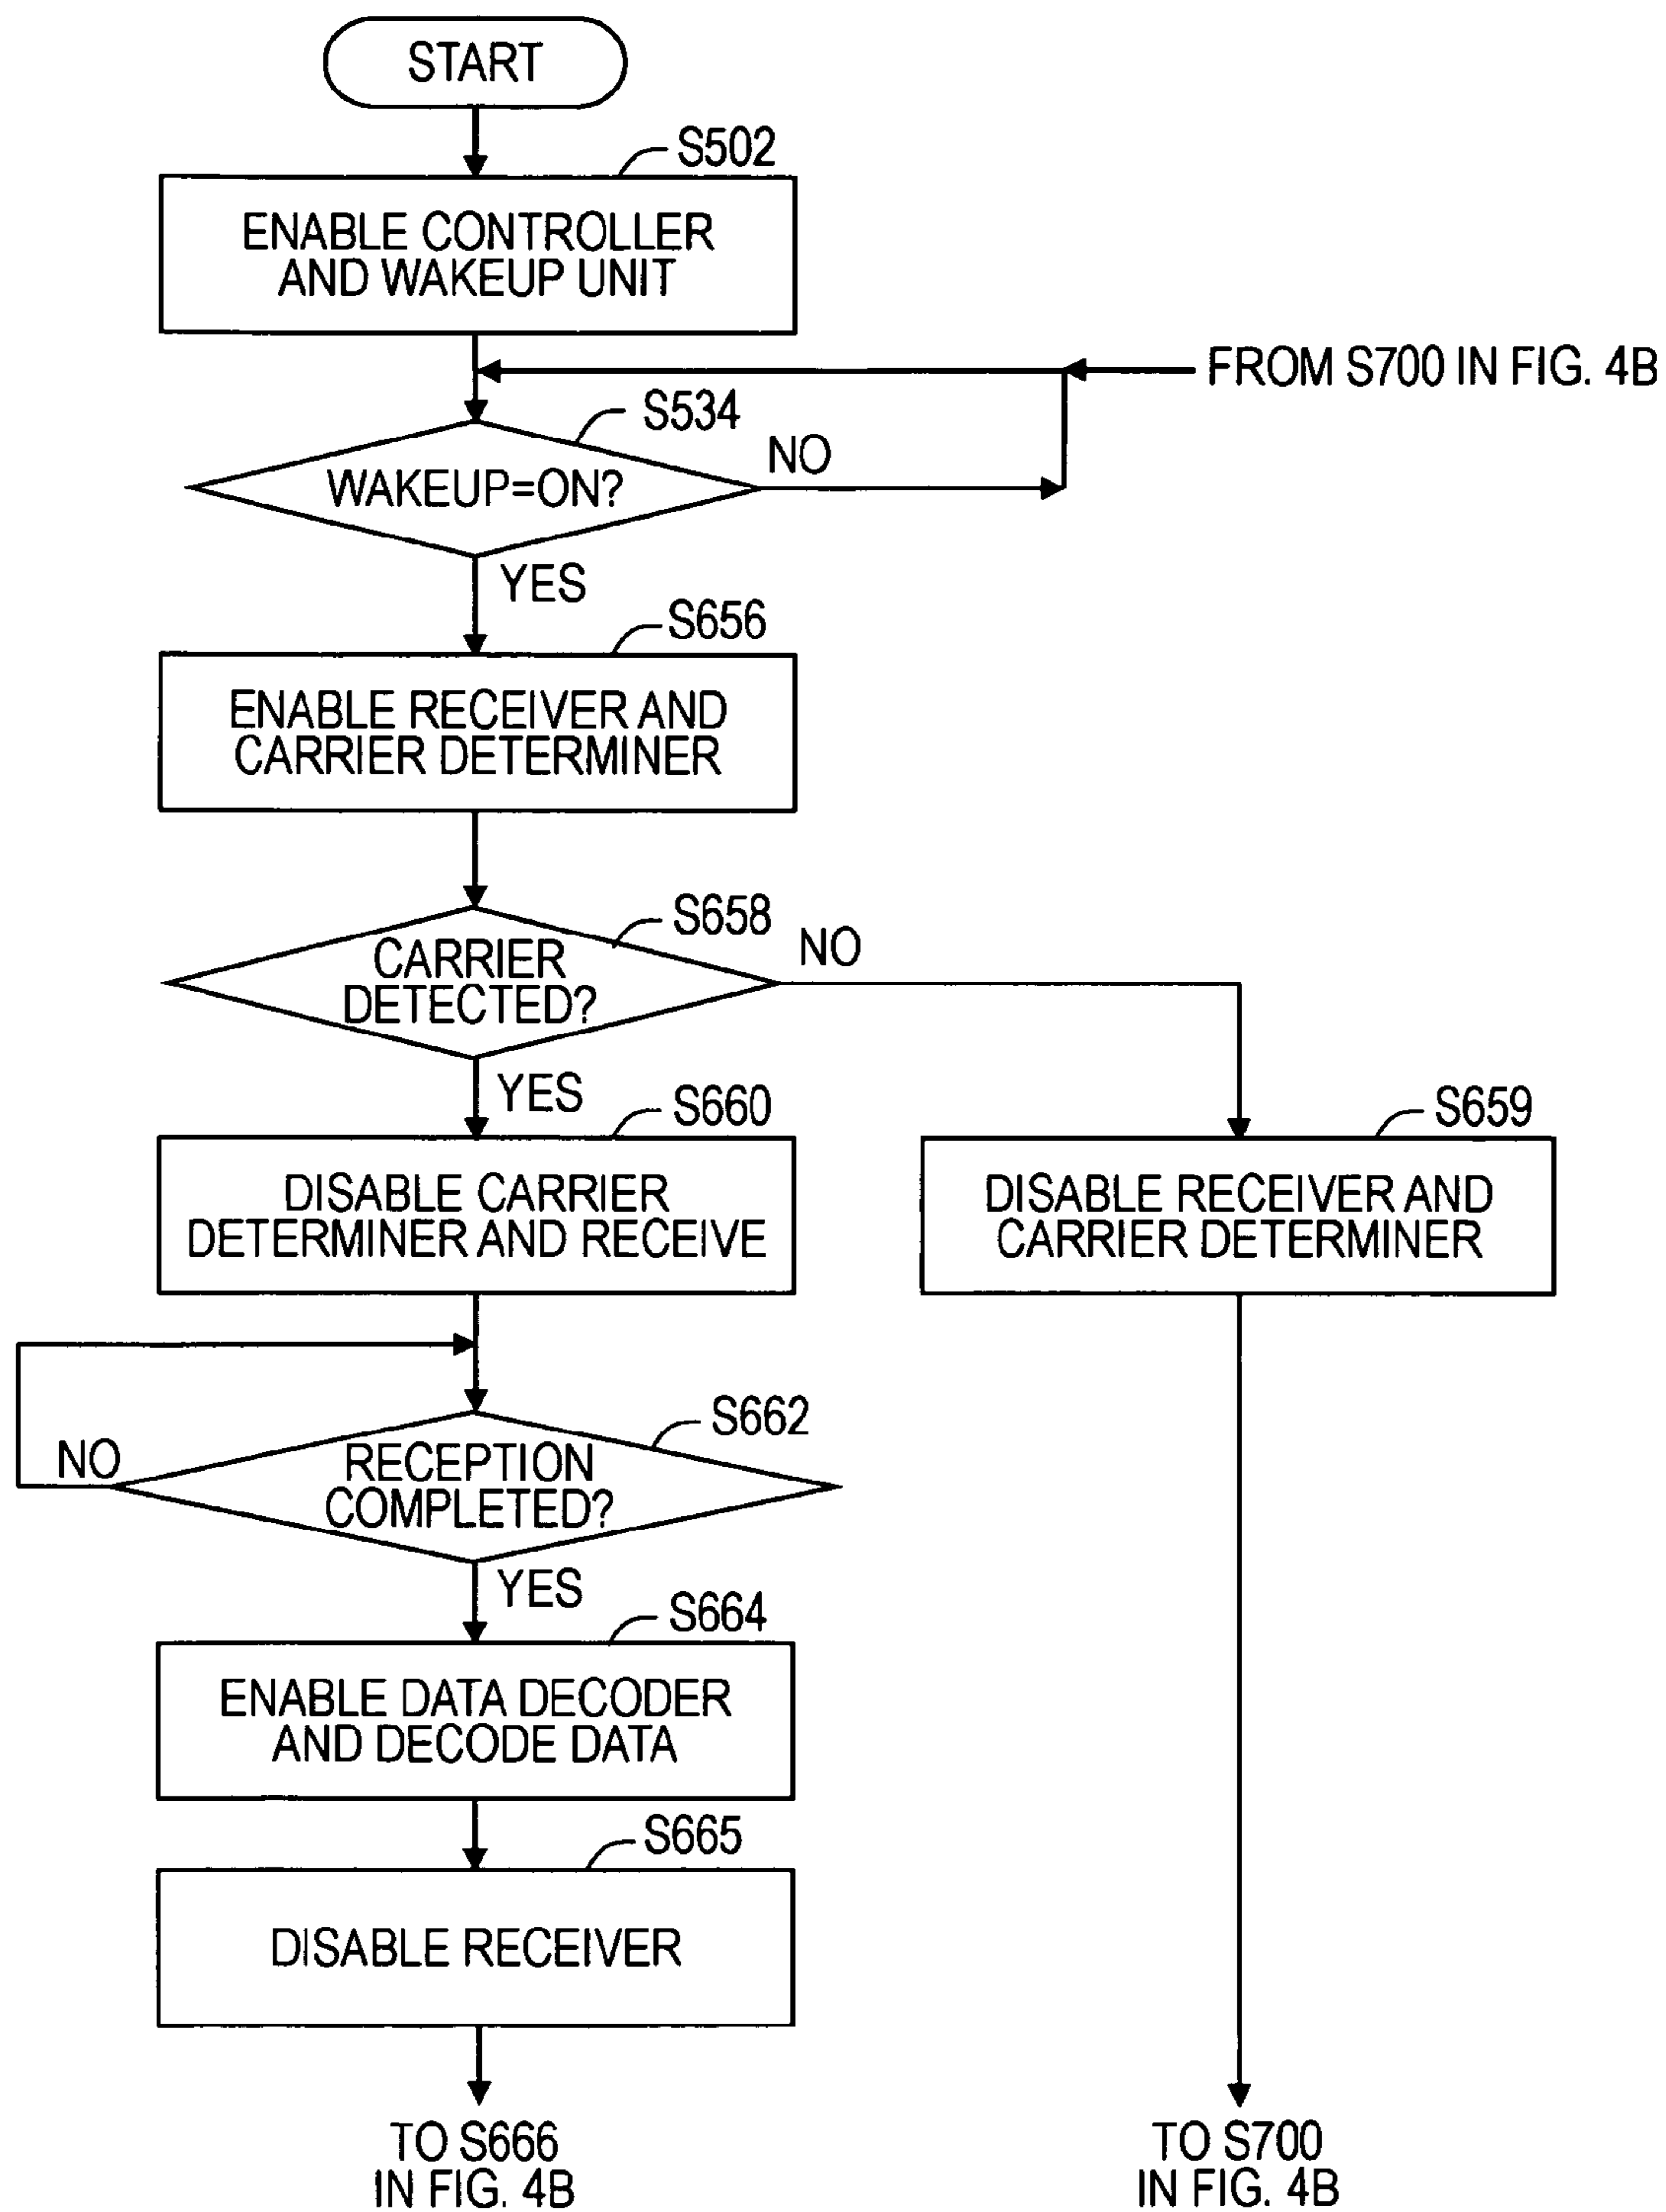 START
S502
ENABLE CONTROLLER
AND WAKEUP UNIT
FROM S700 IN FIG. 4B
S534
WAKEUP=ON?
NO
YES
S656
ENABLE RECEIVER AND
CARRIER DETERMINER
S658
CARRIER
DETECTED?
NO
YES
S660
DISABLE CARRIER
DETERMINER AND RECEIVE
S659
DISABLE RECEIVER AND
CARRIER DETERMINER
S662
RECEPTION
COMPLETED?
NO
YES
S664
ENABLE DATA DECODER
AND DECODE DATA
S665
DISABLE RECEIVER
TO S666
IN FIG. 4B
TO S700
IN FIG. 4B